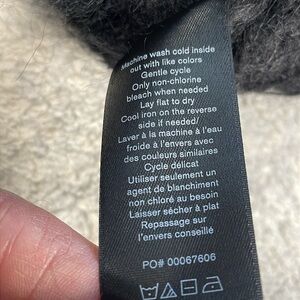 Machine wash cold inside
out with like colors
Gentle cycle
Only non-chlorine
bleach when needed
Lay flat to dry
Cool iron on the reverse
side if needed/
Laver à la machine à l'eau
froide à l'envers avec
des couleurs similaires
Cycle délicat
Utiliser seulement un
agent de blanchiment
non chloré au besoin
Laisser sécher à plat
Repassage sur
l'envers conseillé
PO# 00067606